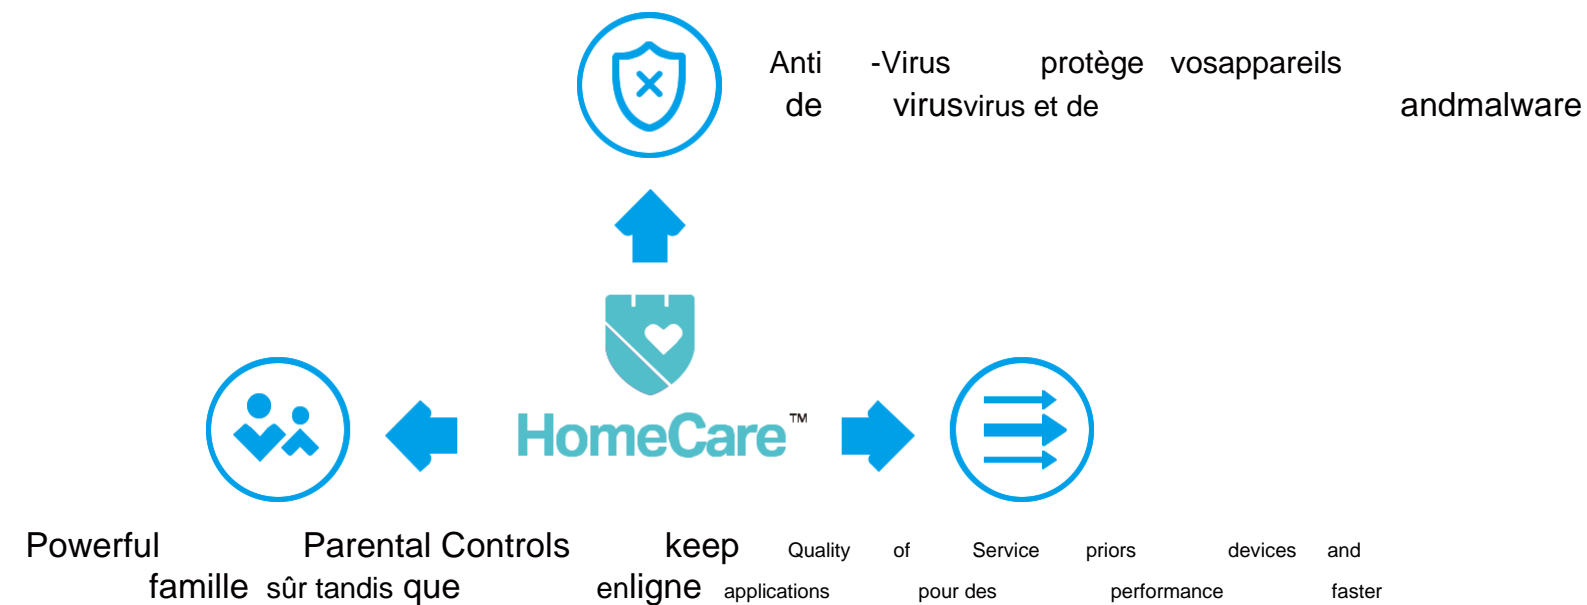 Anti -Virus protège vosappareils
de virusvirus et de andmalware
HomeCare™
Powerful Parental Controls keep
famille sûr tandis que enligne
Quality of Service priors devices and
applications pour des performance faster